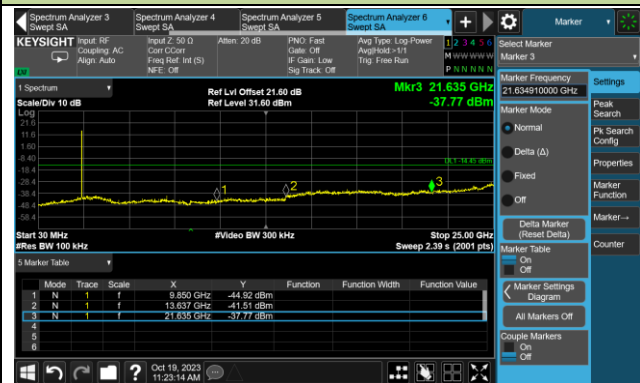 Spectrum Analyzer 3
Swept SA
Spectrum Analyzer 4
Swept SA
Spectrum Analyzer 5
Swept SA
Spectrum Analyzer 6
Swept SA
Marker
KEYSIGHT
Input: RF
Coupling: AC
Align: Auto
Input Z: 50 Ω
Corr CCorr
Freq Ref: Int (S)
NFE: Off
Atten: 20 dB
PNO: Fast
Gate: Off
IF Gain: Low
Sig Track: Off
Avg Type: Log-Power
Avg|Hold:>1/1
Trig: Free Run
1 2 3 4 5 6
M W W W W W
P N N N N N
Select Marker
Marker 3
1 Spectrum
Scale/Div 10 dB
Log
Ref Lvl Offset 21.60 dB
Ref Level 31.60 dBm
Mkr3 21.635 GHz
-37.77 dBm
21.6
11.6
1.60
-8.40
-18.4
-28.4
-38.4
-48.4
-58.4
DL1 -14.45 dBm
1
2
3
Start 30 MHz
#Res BW 100 kHz
#Video BW 300 kHz
Stop 25.00 GHz
Sweep 2.39 s (2001 pts)
5 Marker Table
Mode Trace Scale X Y Function Function Width Function Value
1 N 1 f 9.850 GHz -44.92 dBm
2 N 1 f 13.637 GHz -41.51 dBm
3 N 1 f 21.635 GHz -37.77 dBm
4
5
6
Marker Frequency
21.634910000 GHz
Marker Mode
Normal
Delta (Δ)
Fixed
Off
Delta Marker
(Reset Delta)
Marker Table
On
Off
Marker Settings
Diagram
All Markers Off
Couple Markers
On
Off
Settings
Peak
Search
Pk Search
Config
Properties
Marker
Function
Marker→
Counter
?
Oct 19, 2023
11:23:14 AM